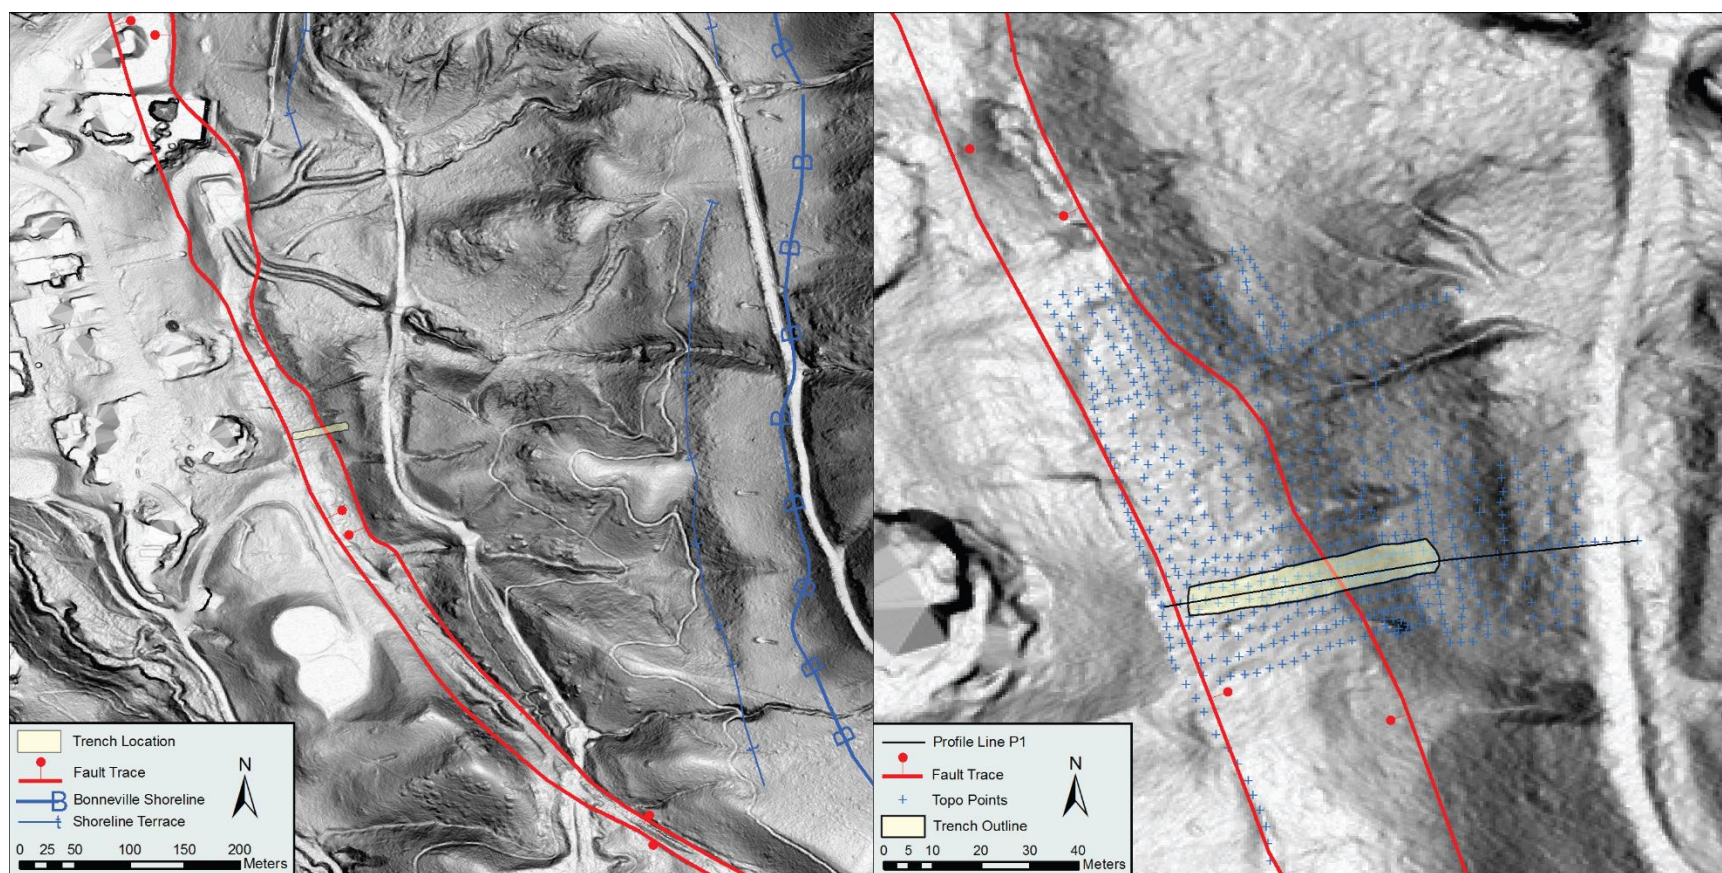 B
B
B
B
B
B
B
B
B
t
t
t
t
t
t
t
t
Trench Location
Fault Trace
B Bonneville Shoreline
t Shoreline Terrace
N
0 25 50 100 150 200
Meters
Profile Line P1
Fault Trace
Topo Points
Trench Outline
N
0 5 10 20 30 40
Meters